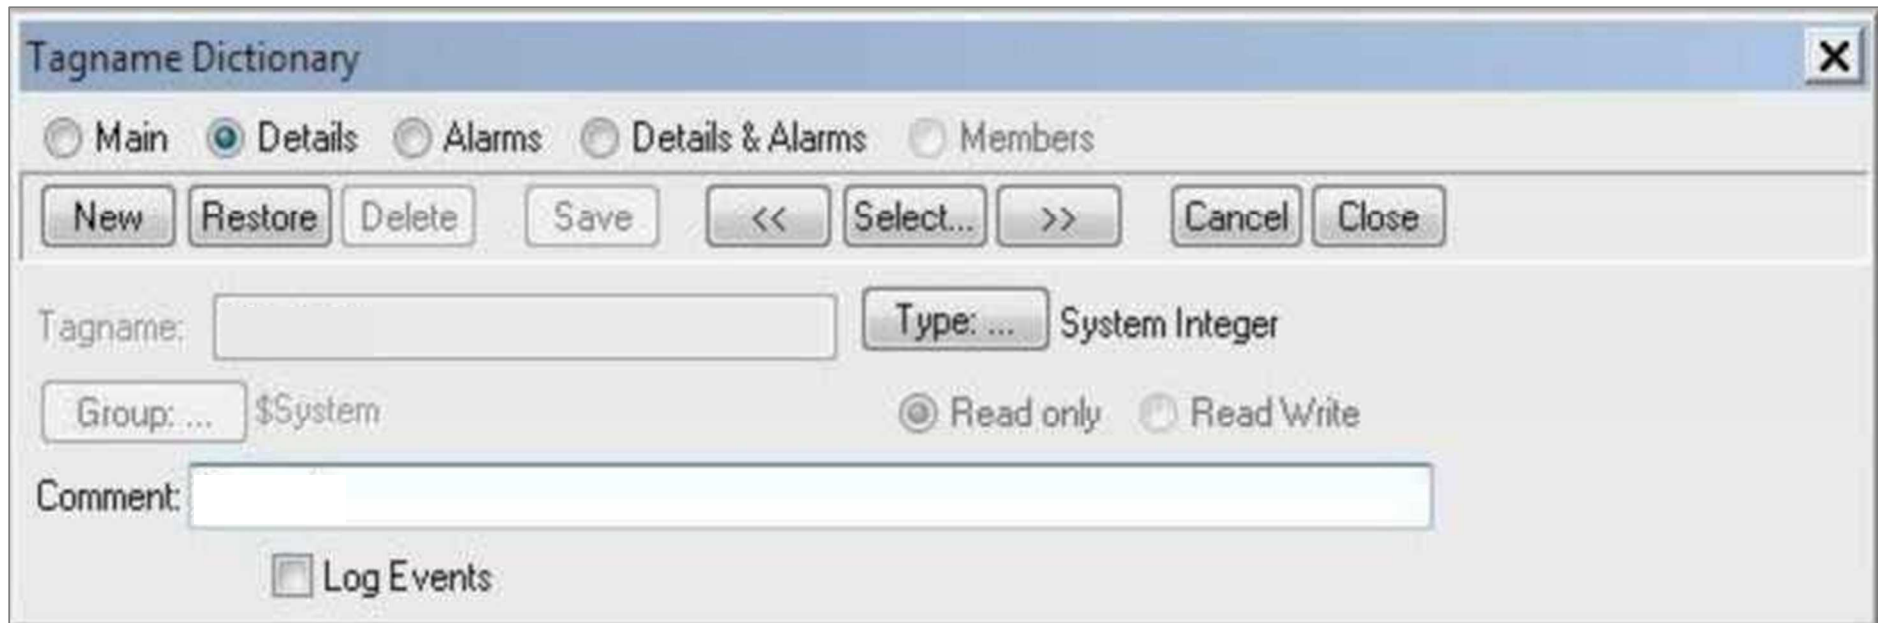 Tagname Dictionary
Main Details Alarms Details & Alarms Members
New Restore Delete Save << Select... >> Cancel Close
Tagname: Type: ... System Integer
Group: ... $System Read only Read Write
Comment:
Log Events